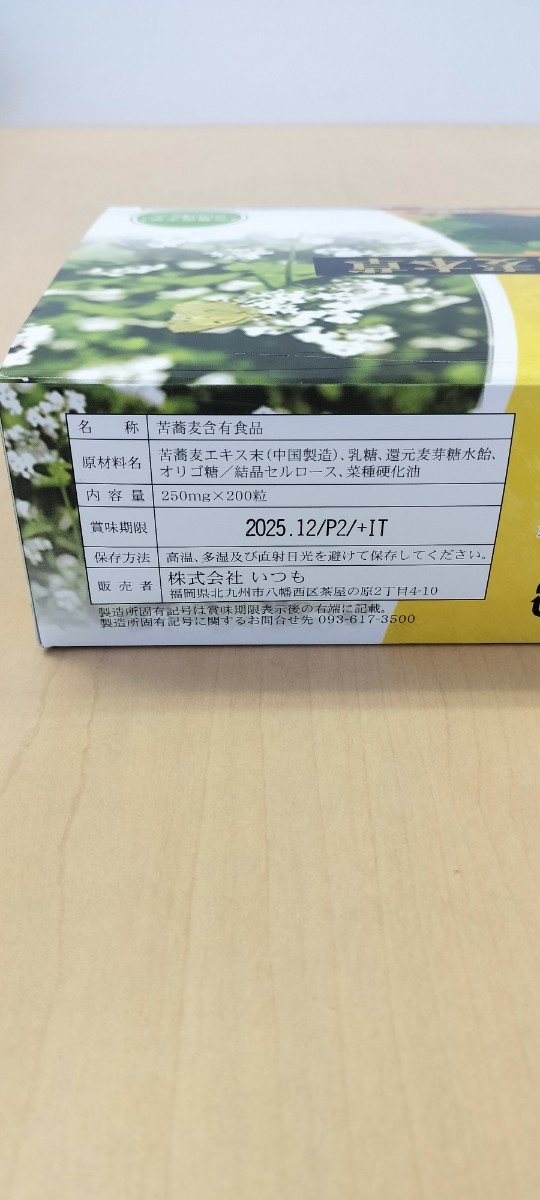 麦本草
名　　称　苦蕎麦含有食品
原材料名　苦蕎麦エキス末(中国製造)、乳糖、還元麦芽糖水飴、
オリゴ糖／結晶セルロース、菜種硬化油
内 容 量　250mg×200粒
賞味期限　2025.12/P2/+IT
保存方法　高温、多湿及び直射日光を避けて保存してください。
販 売 者　株式会社 いつも
福岡県北九州市八幡西区茶屋の原2丁目4-10
製造所固有記号は賞味期限表示後の右端に記載。
製造所固有記号に関するお問合せ先 093-617-3500